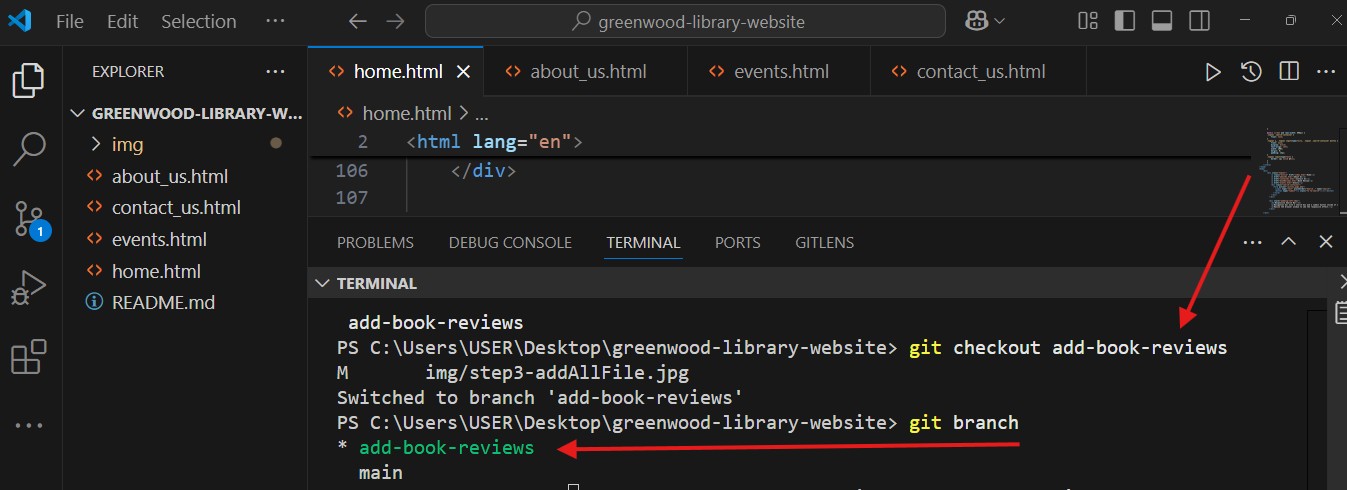 File Edit Selection ··· greenwood-library-website
EXPLORER ···
home.html about_us.html events.html contact_us.html ···
GREENWOOD-LIBRARY-W...
img
about_us.html
contact_us.html
events.html
home.html
README.md
1
···
home.html > ...
2 <html lang="en">
106 </div>
107
PROBLEMS DEBUG CONSOLE TERMINAL PORTS GITLENS ···
TERMINAL
add-book-reviews
PS C:\Users\USER\Desktop\greenwood-library-website> git checkout add-book-reviews
M img/step3-addAllFile.jpg
Switched to branch 'add-book-reviews'
PS C:\Users\USER\Desktop\greenwood-library-website> git branch
* add-book-reviews
main